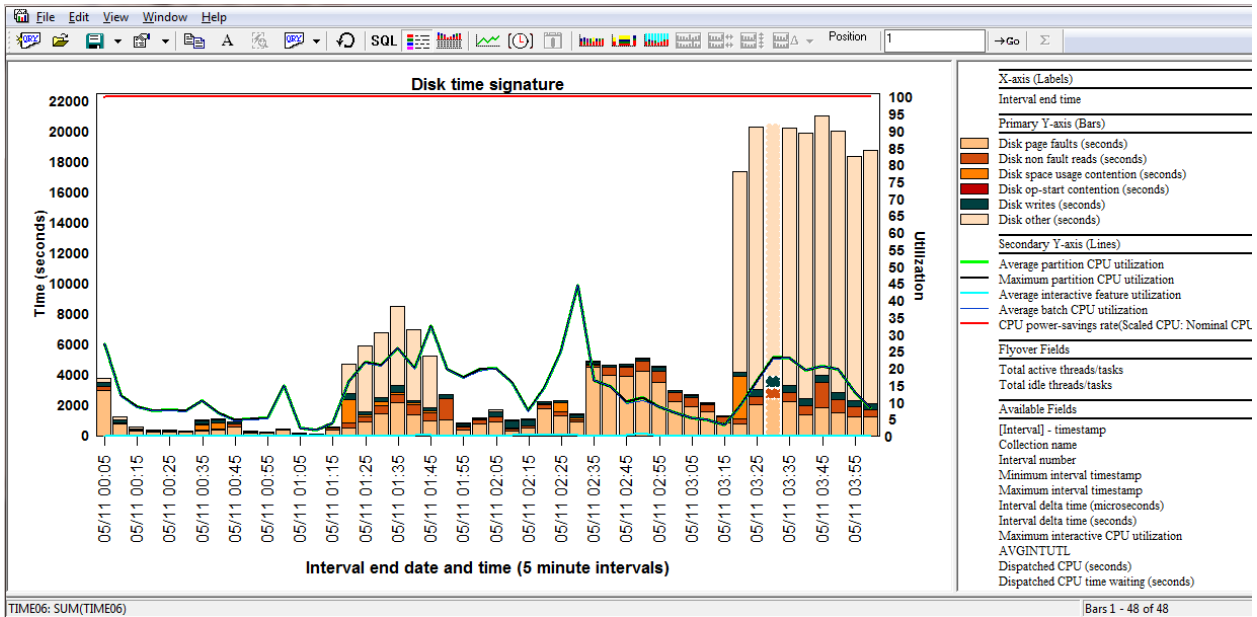 File Edit View Window Help
QRY A QRY SQL Position 1 →Go Σ
Disk time signature
Time (seconds)
22000
20000
18000
16000
14000
12000
10000
8000
6000
4000
2000
0
100
95
90
85
80
75
70
65
60
55
50
45
40
35
30
25
20
15
10
5
0
Utilization
05/11 00:05
05/11 00:15
05/11 00:25
05/11 00:35
05/11 00:45
05/11 00:55
05/11 01:05
05/11 01:15
05/11 01:25
05/11 01:35
05/11 01:45
05/11 01:55
05/11 02:05
05/11 02:15
05/11 02:25
05/11 02:35
05/11 02:45
05/11 02:55
05/11 03:05
05/11 03:15
05/11 03:25
05/11 03:35
05/11 03:45
05/11 03:55
Interval end date and time (5 minute intervals)
X-axis (Labels)
Interval end time
Primary Y-axis (Bars)
Disk page faults (seconds)
Disk non fault reads (seconds)
Disk space usage contention (seconds)
Disk op-start contention (seconds)
Disk writes (seconds)
Disk other (seconds)
Secondary Y-axis (Lines)
Average partition CPU utilization
Maximum partition CPU utilization
Average interactive feature utilization
Average batch CPU utilization
CPU power-savings rate(Scaled CPU: Nominal CPU
Flyover Fields
Total active threads/tasks
Total idle threads/tasks
Available Fields
[Interval] - timestamp
Collection name
Interval number
Minimum interval timestamp
Maximum interval timestamp
Interval delta time (microseconds)
Interval delta time (seconds)
Maximum interactive CPU utilization
AVGINTUTL
Dispatched CPU (seconds)
Dispatched CPU time waiting (seconds)
TIME06: SUM(TIME06)
Bars 1 - 48 of 48